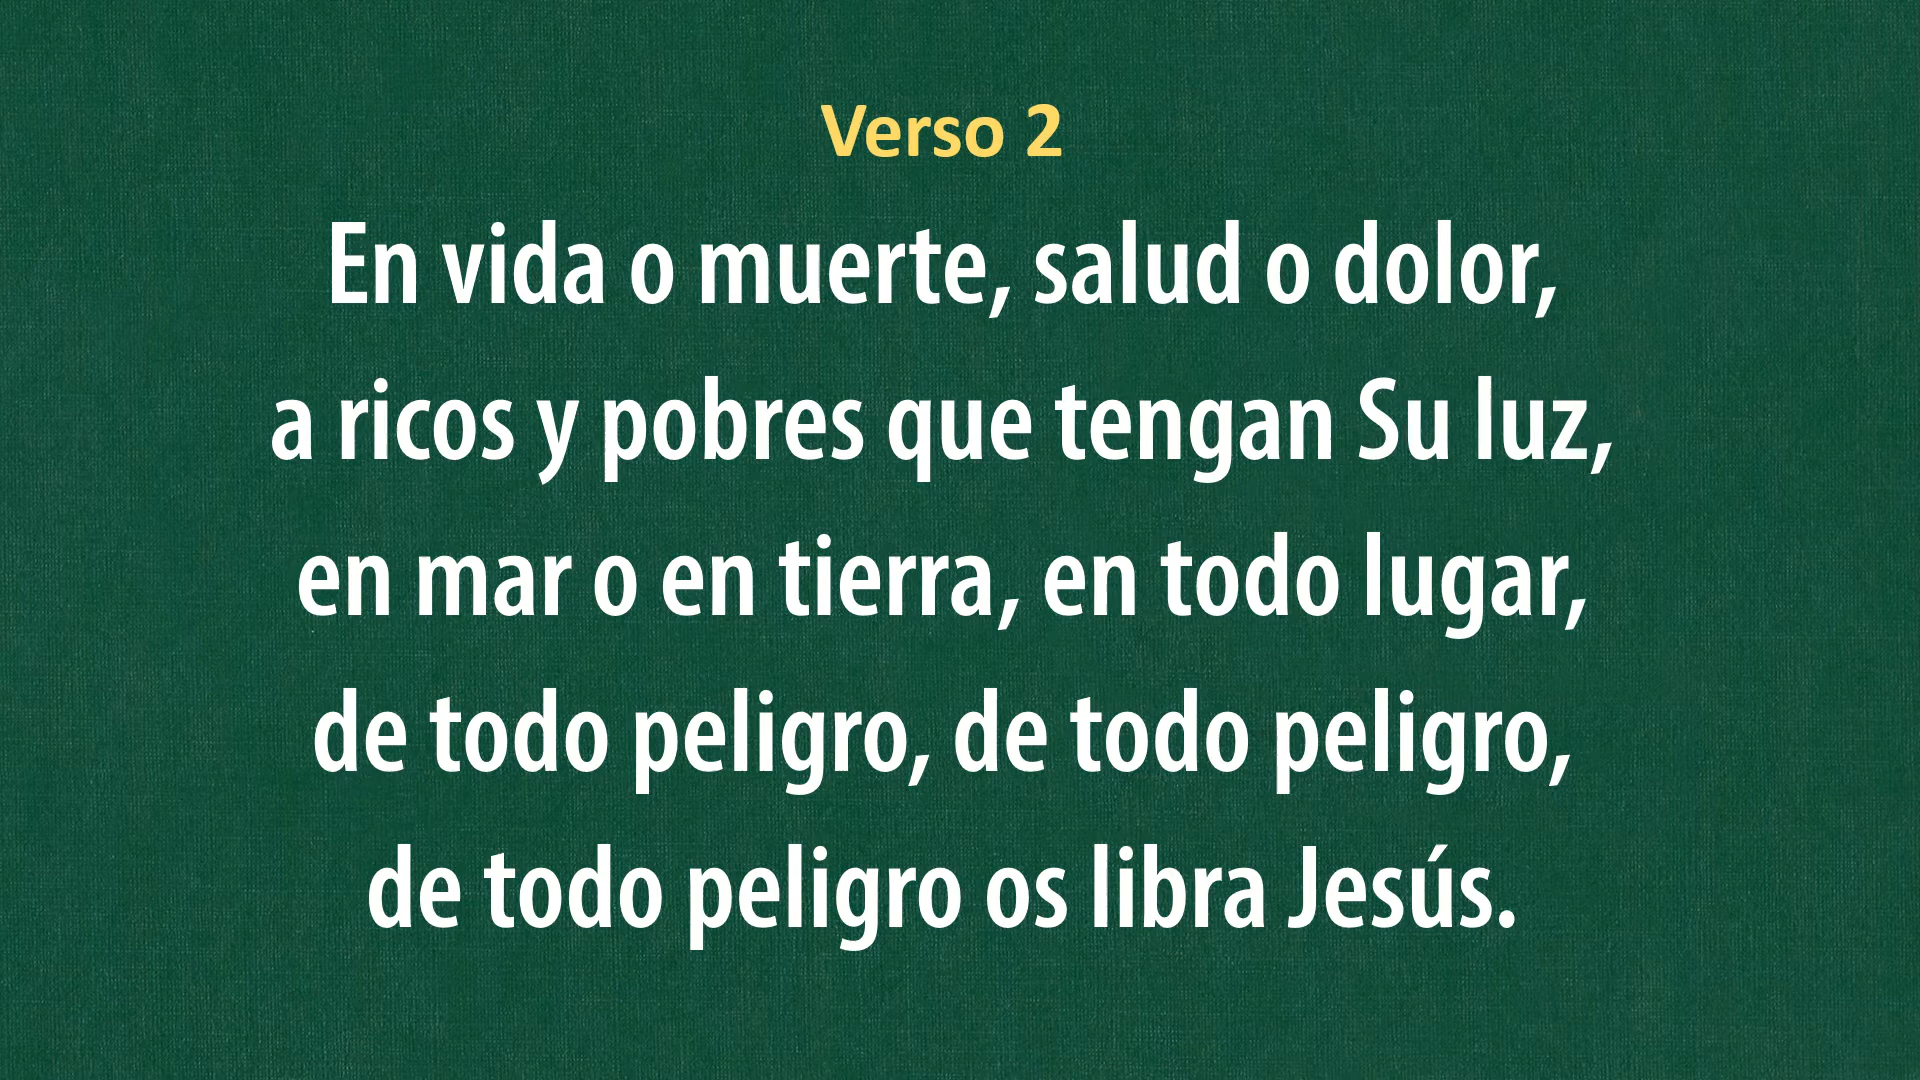 Verso 2
En vida o muerte, salud o dolor,
a ricos y pobres que tengan Su luz,
en mar o en tierra, en todo lugar,
de todo peligro, de todo peligro,
de todo peligro os libra Jesús.